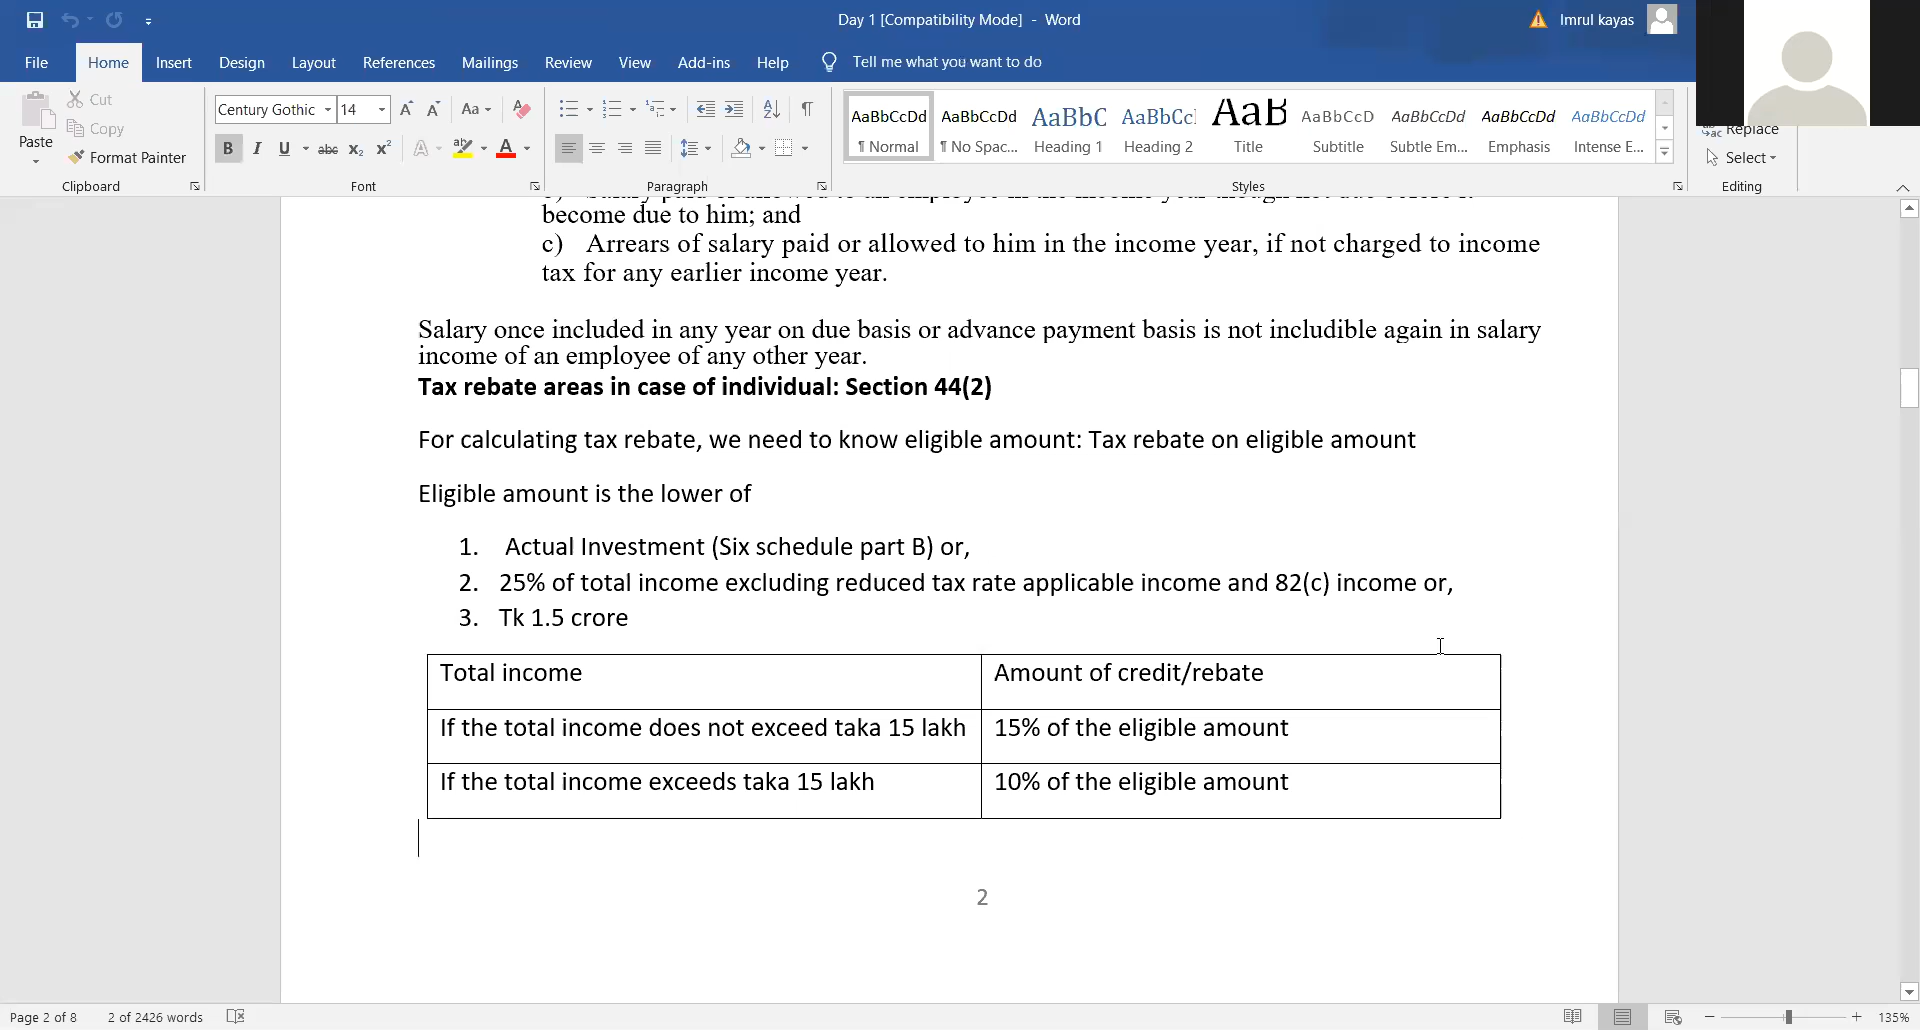 Day 1 [Compatibility Mode] - Word
Imrul kayas
File Home Insert Design Layout References Mailings Review View Add-ins Help Tell me what you want to do
Paste
Cut
Copy
Format Painter
Clipboard
Century Gothic 14
Aa
B I U abc X₂ X² A A
Font
Paragraph
AaBbCcDd AaBbCcDd AaBbC AaBbCcl AaB AaBbCcD AaBbCcDd AaBbCcDd AaBbCcDd
¶ Normal ¶ No Spac... Heading 1 Heading 2 Title Subtitle Subtle Em... Emphasis Intense E...
Styles
Replace
Select
Editing
become due to him; and
c) Arrears of salary paid or allowed to him in the income year, if not charged to income
tax for any earlier income year.
Salary once included in any year on due basis or advance payment basis is not includible again in salary
income of an employee of any other year.
Tax rebate areas in case of individual: Section 44(2)
For calculating tax rebate, we need to know eligible amount: Tax rebate on eligible amount
Eligible amount is the lower of
1. Actual Investment (Six schedule part B) or,
2. 25% of total income excluding reduced tax rate applicable income and 82(c) income or,
3. Tk 1.5 crore
Total income Amount of credit/rebate
If the total income does not exceed taka 15 lakh 15% of the eligible amount
If the total income exceeds taka 15 lakh 10% of the eligible amount
2
Page 2 of 8 2 of 2426 words 135%